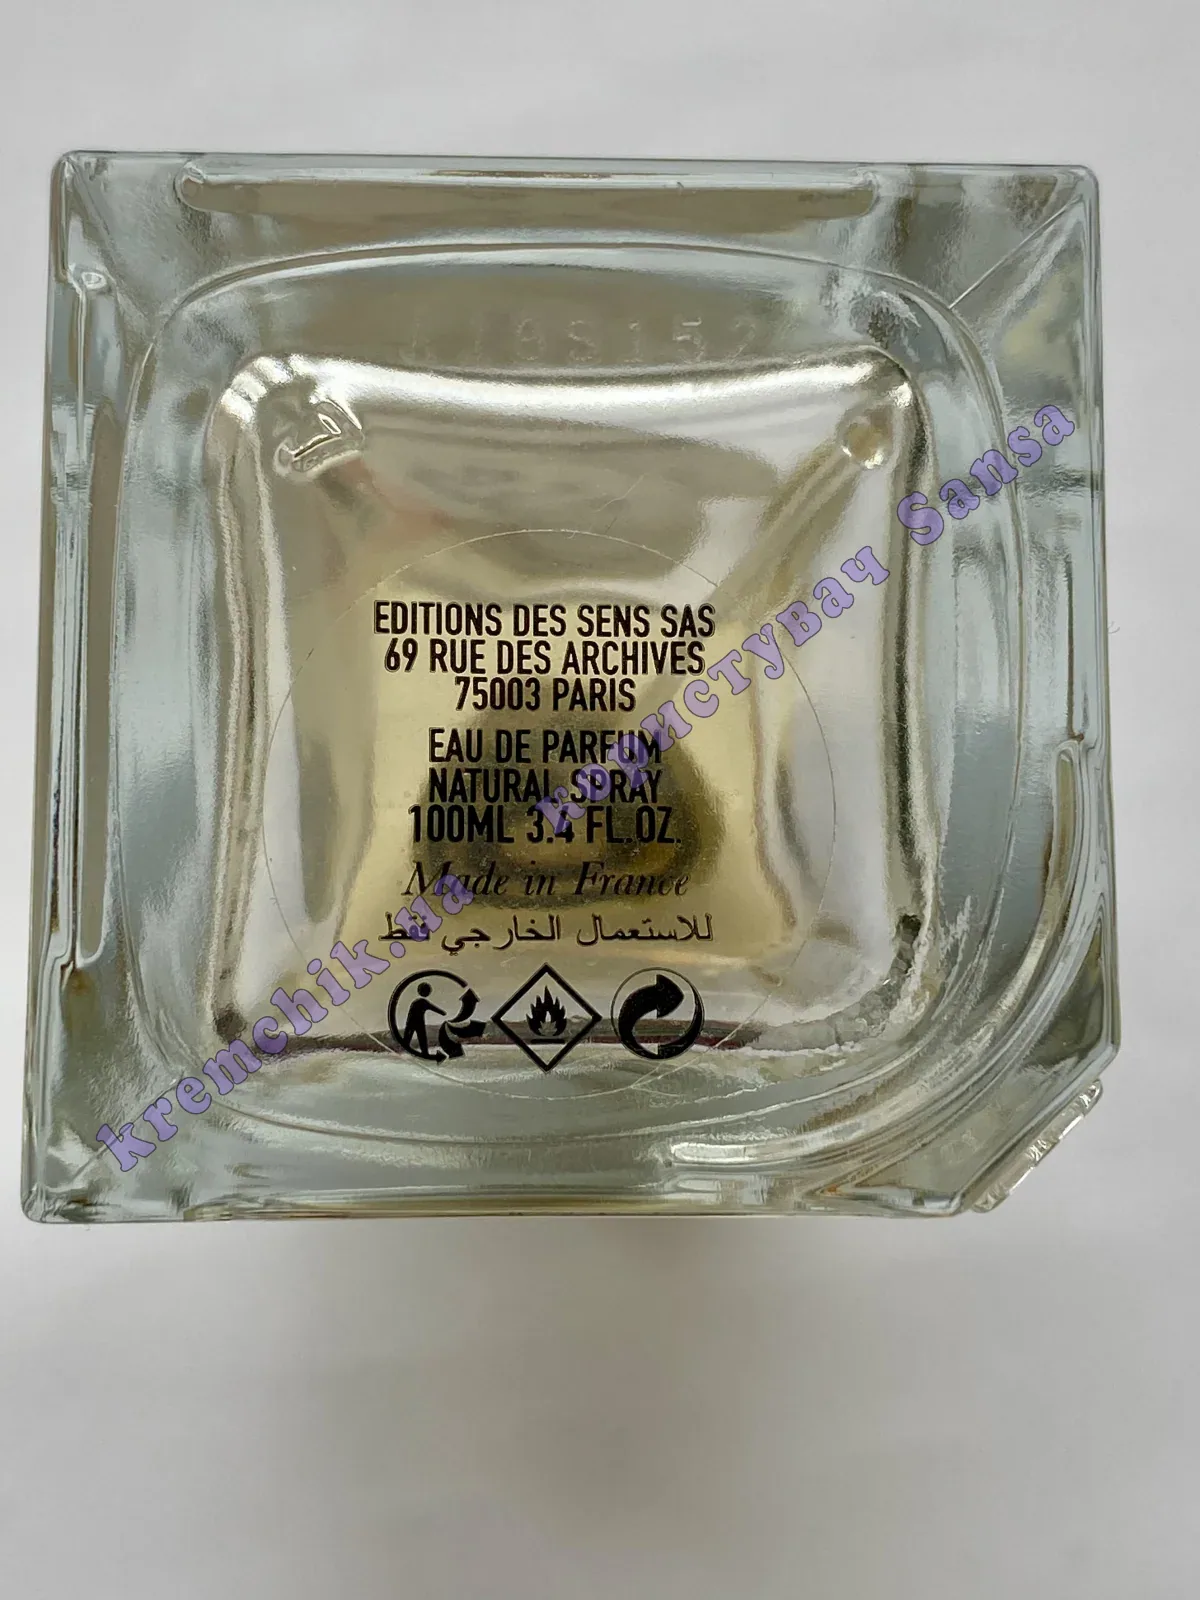 EDITIONS DES SENS SAS
69 RUE DES ARCHIVES
75003 PARIS
EAU DE PARFUM
NATURAL SPRAY
100ML 3.4 FL.OZ.
Made in France
للاستعمال الخارجي فقط
kremchik.ua користувач Sansa